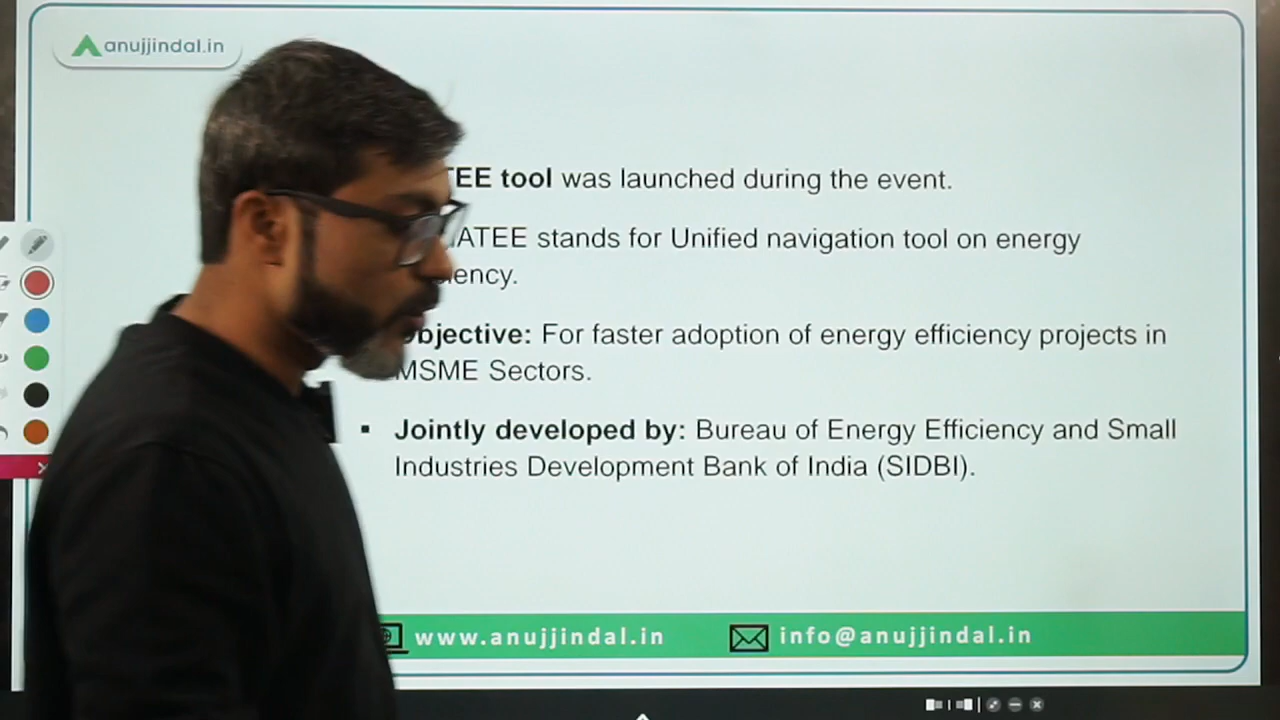 anujjindal.in
TEE tool was launched during the event.
ATEE stands for Unified navigation tool on energy
ency.
bjective: For faster adoption of energy efficiency projects in
MSME Sectors.
▪ Jointly developed by: Bureau of Energy Efficiency and Small
Industries Development Bank of India (SIDBI).
www.anujjindal.in
info@anujjindal.in